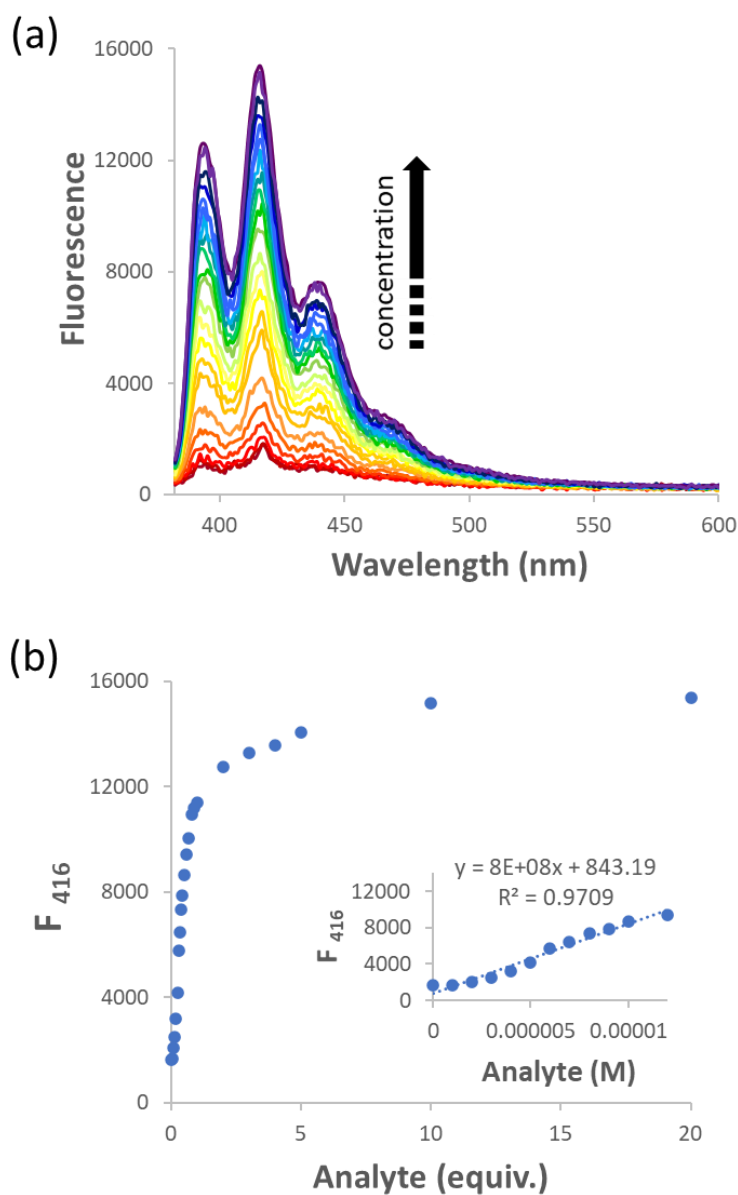 (a)
16000
12000
8000
4000
0
Fluorescence
concentration
400
450
500
550
600
Wavelength (nm)
(b)
16000
12000
8000
4000
0
F 416
0
5
10
15
20
Analyte (equiv.)
y = 8E+08x + 843.19
R² = 0.9709
12000
8000
4000
0
F 416
0
0.000005
0.00001
Analyte (M)